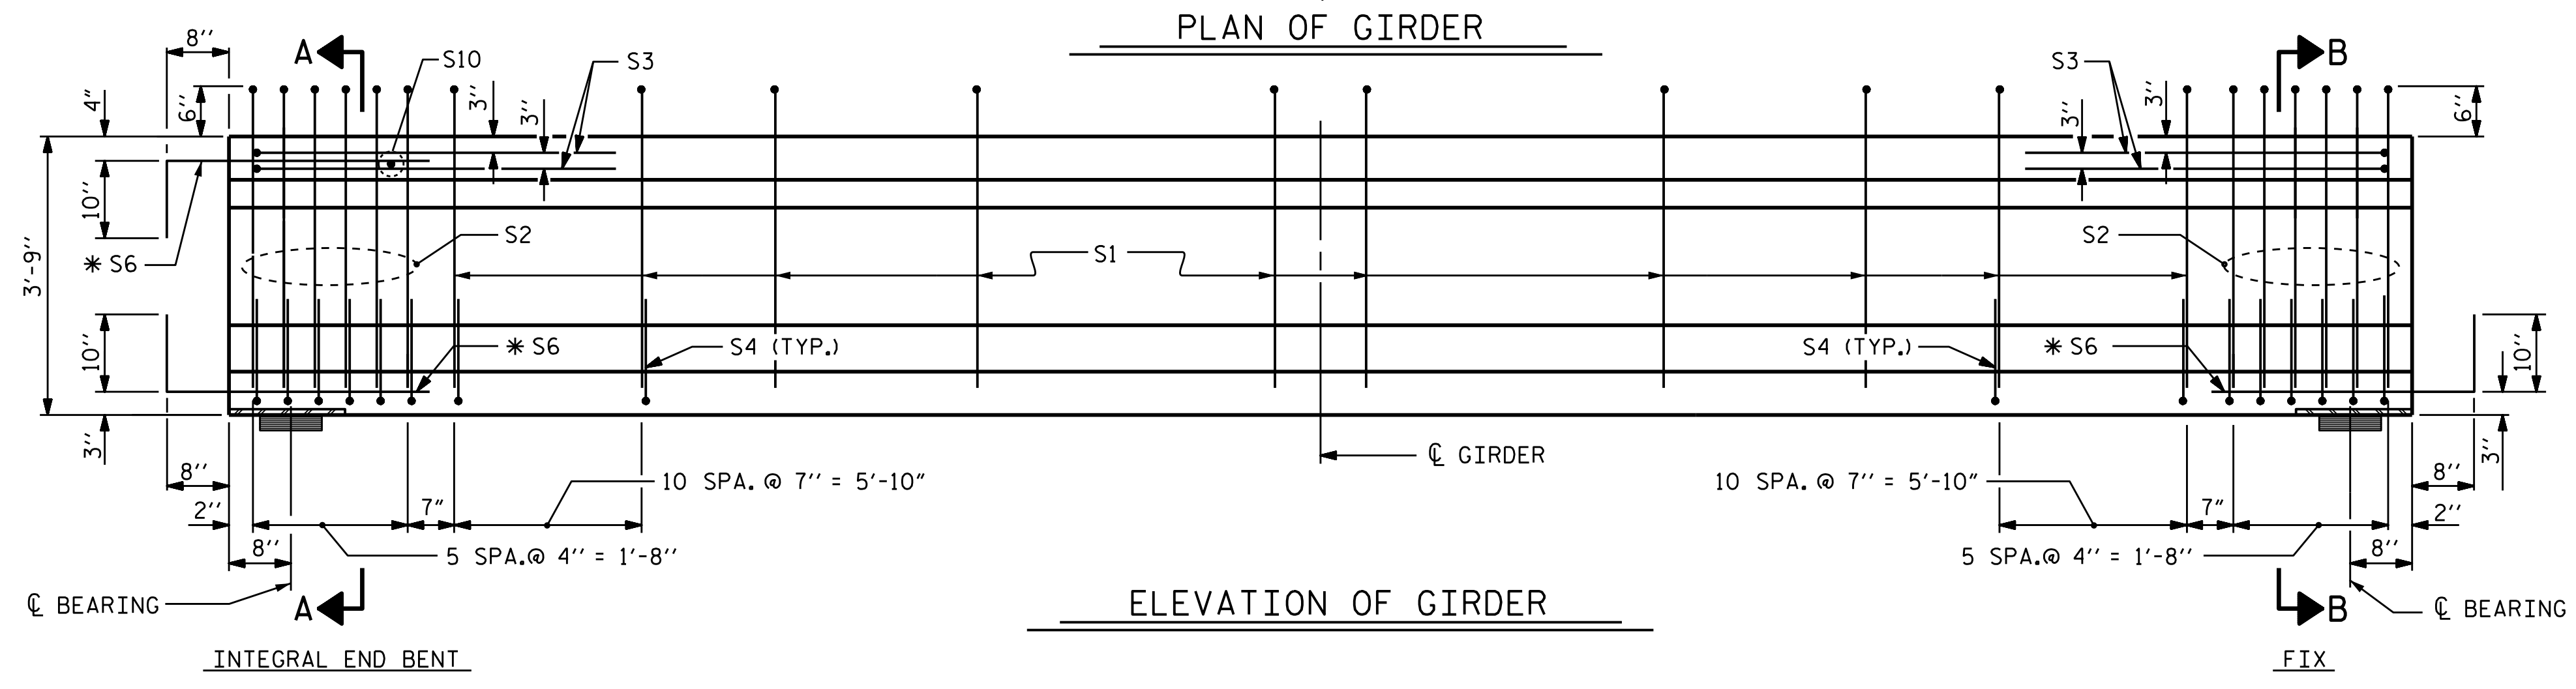 PLAN OF GIRDER
8''
A
S10
S3
S3
B
4"
6''
3''
3''
3''
3''
6''
10''
3'-9''
✳ S6
S2
S1
S2
10''
✳ S6
S4 (TYP.)
S4 (TYP.)
✳ S6
10''
3''
℄ GIRDER
3''
8''
10 SPA. @ 7'' = 5'-10"
10 SPA. @ 7'' = 5'-10"
8''
2''
7"
7"
2''
8''
5 SPA.@ 4'' = 1'-8''
5 SPA.@ 4'' = 1'-8''
8''
℄ BEARING
A
ELEVATION OF GIRDER
B
℄ BEARING
INTEGRAL END BENT
FIX